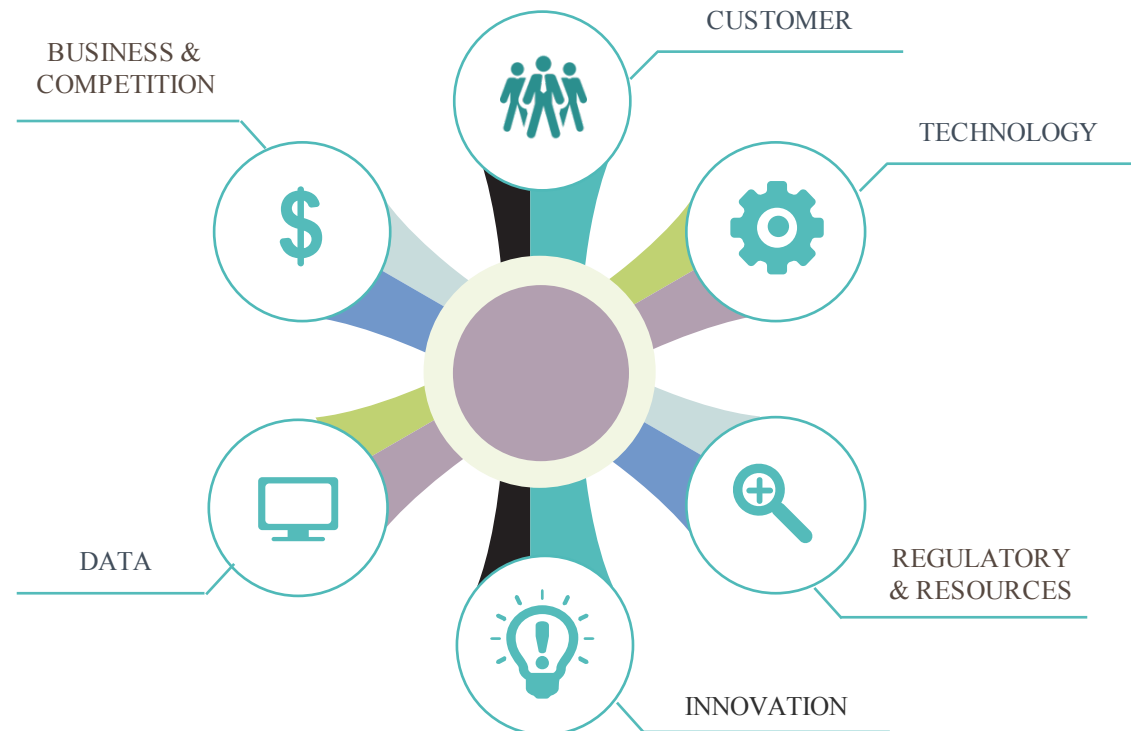 CUSTOMER
BUSINESS &
COMPETITION
TECHNOLOGY
$
DATA
REGULATORY
& RESOURCES
INNOVATION